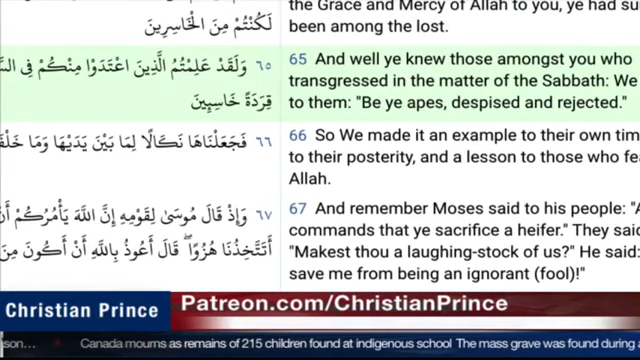 لَكُنْتُمْ مِنَ الْخَاسِرِينَ
the Grace and Mercy of Allah to you, ye had su
been among the lost.
٦٥ وَلَقَدْ عَلِمْتُمُ الَّذِينَ اعْتَدَوْا مِنْكُمْ فِي السَّ
قِرَدَةً خَاسِئِينَ
65 And well ye knew those amongst you who
transgressed in the matter of the Sabbath: We
to them: "Be ye apes, despised and rejected."
٦٦ فَجَعَلْنَاهَا نَكَالًا لِمَا بَيْنَ يَدَيْهَا وَمَا خَلْفَ
66 So We made it an example to their own tim
to their posterity, and a lesson to those who fea
Allah.
٦٧ وَإِذْ قَالَ مُوسَىٰ لِقَوْمِهِ إِنَّ اللَّهَ يَأْمُرُكُمْ أَنْ
أَتَتَّخِذُنَا هُزُوًا ۖ قَالَ أَعُوذُ بِاللَّهِ أَنْ أَكُونَ مِنَ
67 And remember Moses said to his people: "A
commands that ye sacrifice a heifer." They said
"Makest thou a laughing-stock of us?" He said:
save me from being an ignorant (fool)!"
Christian Prince
Patreon.com/ChristianPrince
ason... Canada mourns as remains of 215 children found at indigenous school The mass grave was found during a